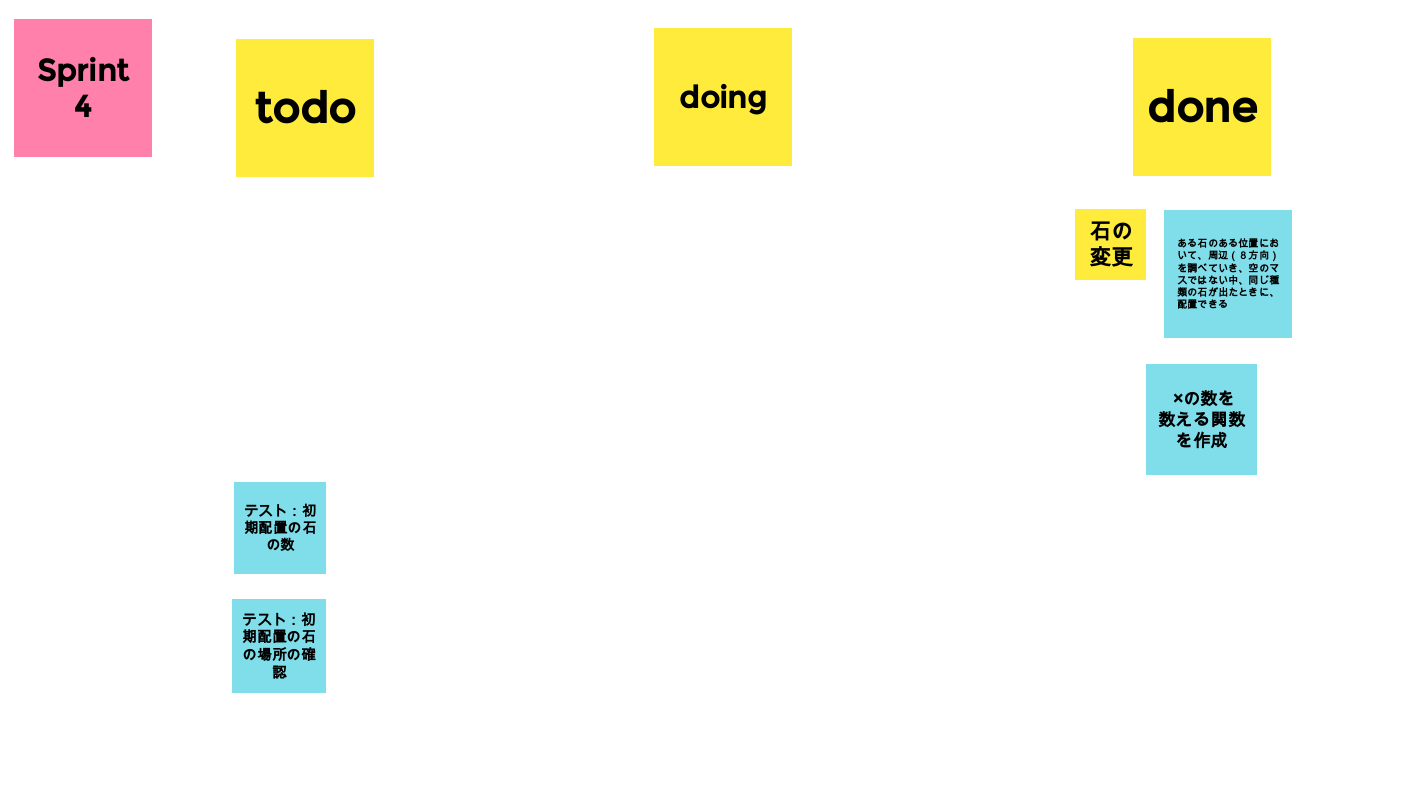 Sprint
4
todo
doing
done
石の
変更
ある石のある位置にお
いて、周辺（８方向）
を調べていき、空のマ
スではない中、同じ種
類の石が出たときに、
配置できる
×の数を
数える関数
を作成
テスト：初
期配置の石
の数
テスト：初
期配置の石
の場所の確
認